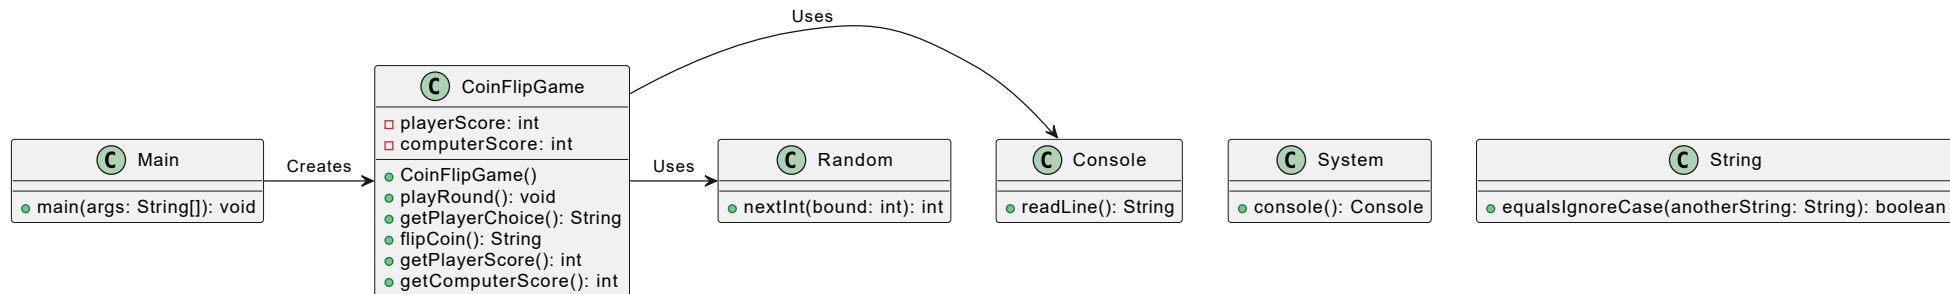 Uses
C CoinFlipGame
playerScore: int
computerScore: int
CoinFlipGame()
playRound(): void
getPlayerChoice(): String
flipCoin(): String
getPlayerScore(): int
getComputerScore(): int
C Main
main(args: String[]): void
Creates
Uses
C Random
nextInt(bound: int): int
C Console
readLine(): String
C System
console(): Console
C String
equalsIgnoreCase(anotherString: String): boolean